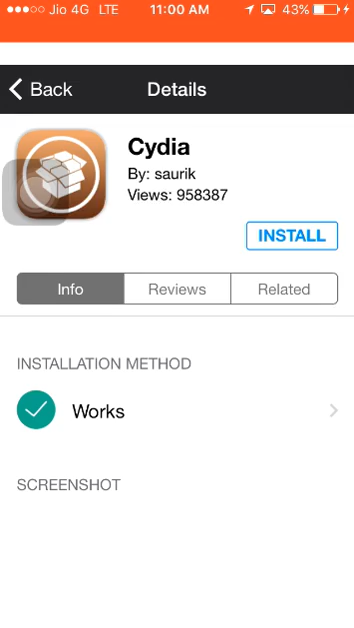 Jio 4G LTE 11:00 AM 43%
Back Details
Cydia
By: saurik
Views: 958387
INSTALL
Info Reviews Related
INSTALLATION METHOD
Works
SCREENSHOT